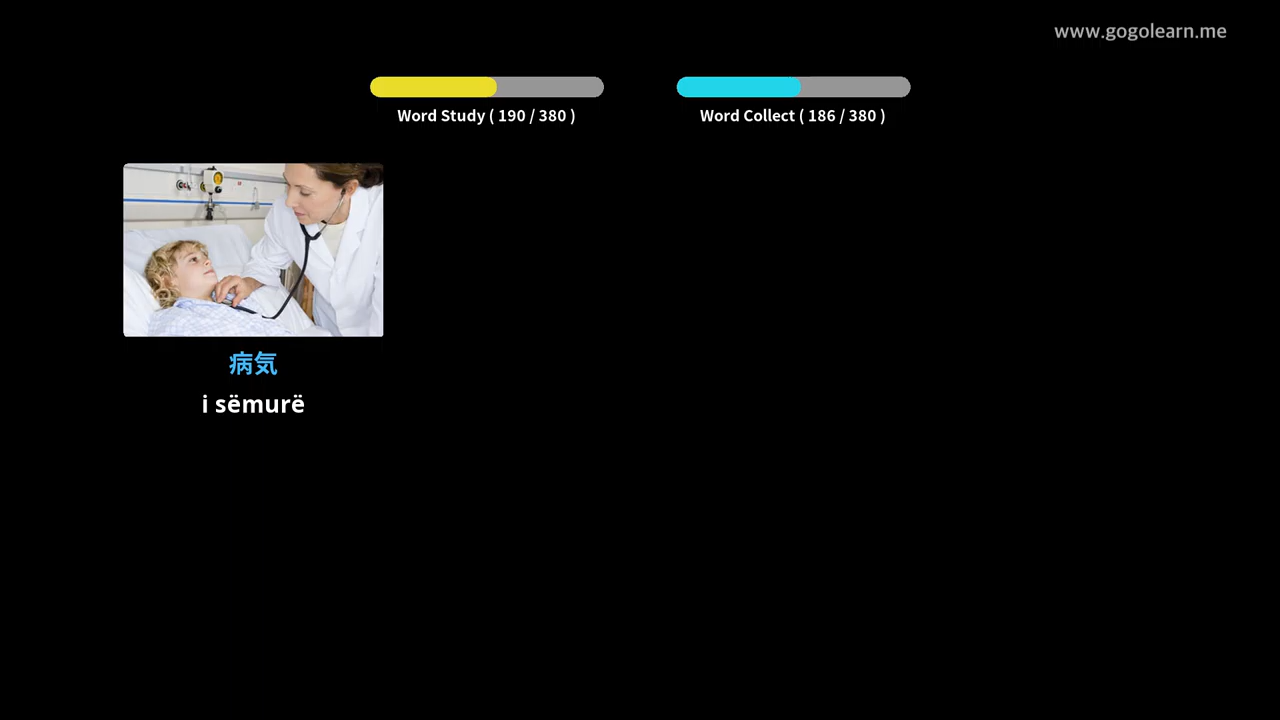 www.gogolearn.me
Word Study ( 190 / 380 )
Word Collect ( 186 / 380 )
病気
i sëmurë